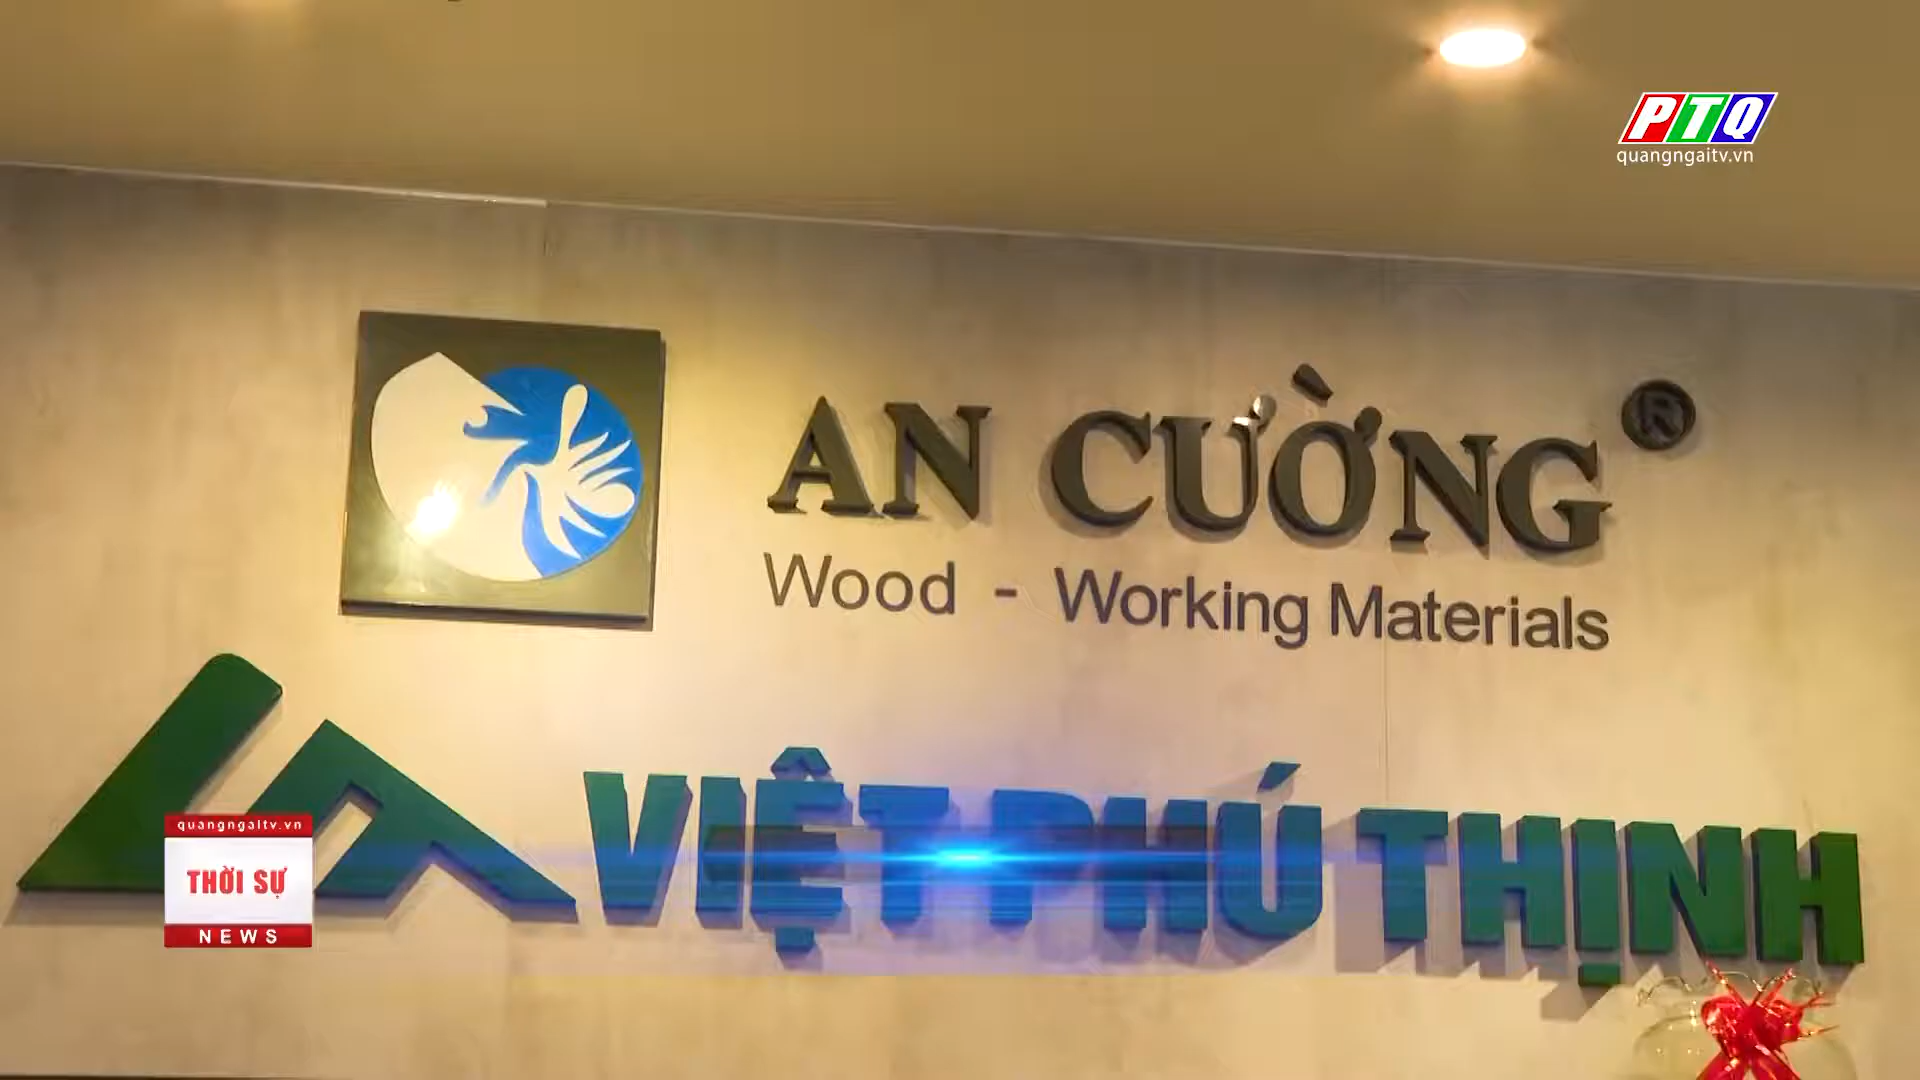 PTQ
quangngaitv.vn
AN CƯỜNG ®
Wood - Working Materials
VIỆT PHÚ THỊNH
quangngaitv.vn
THỜI SỰ
NEWS